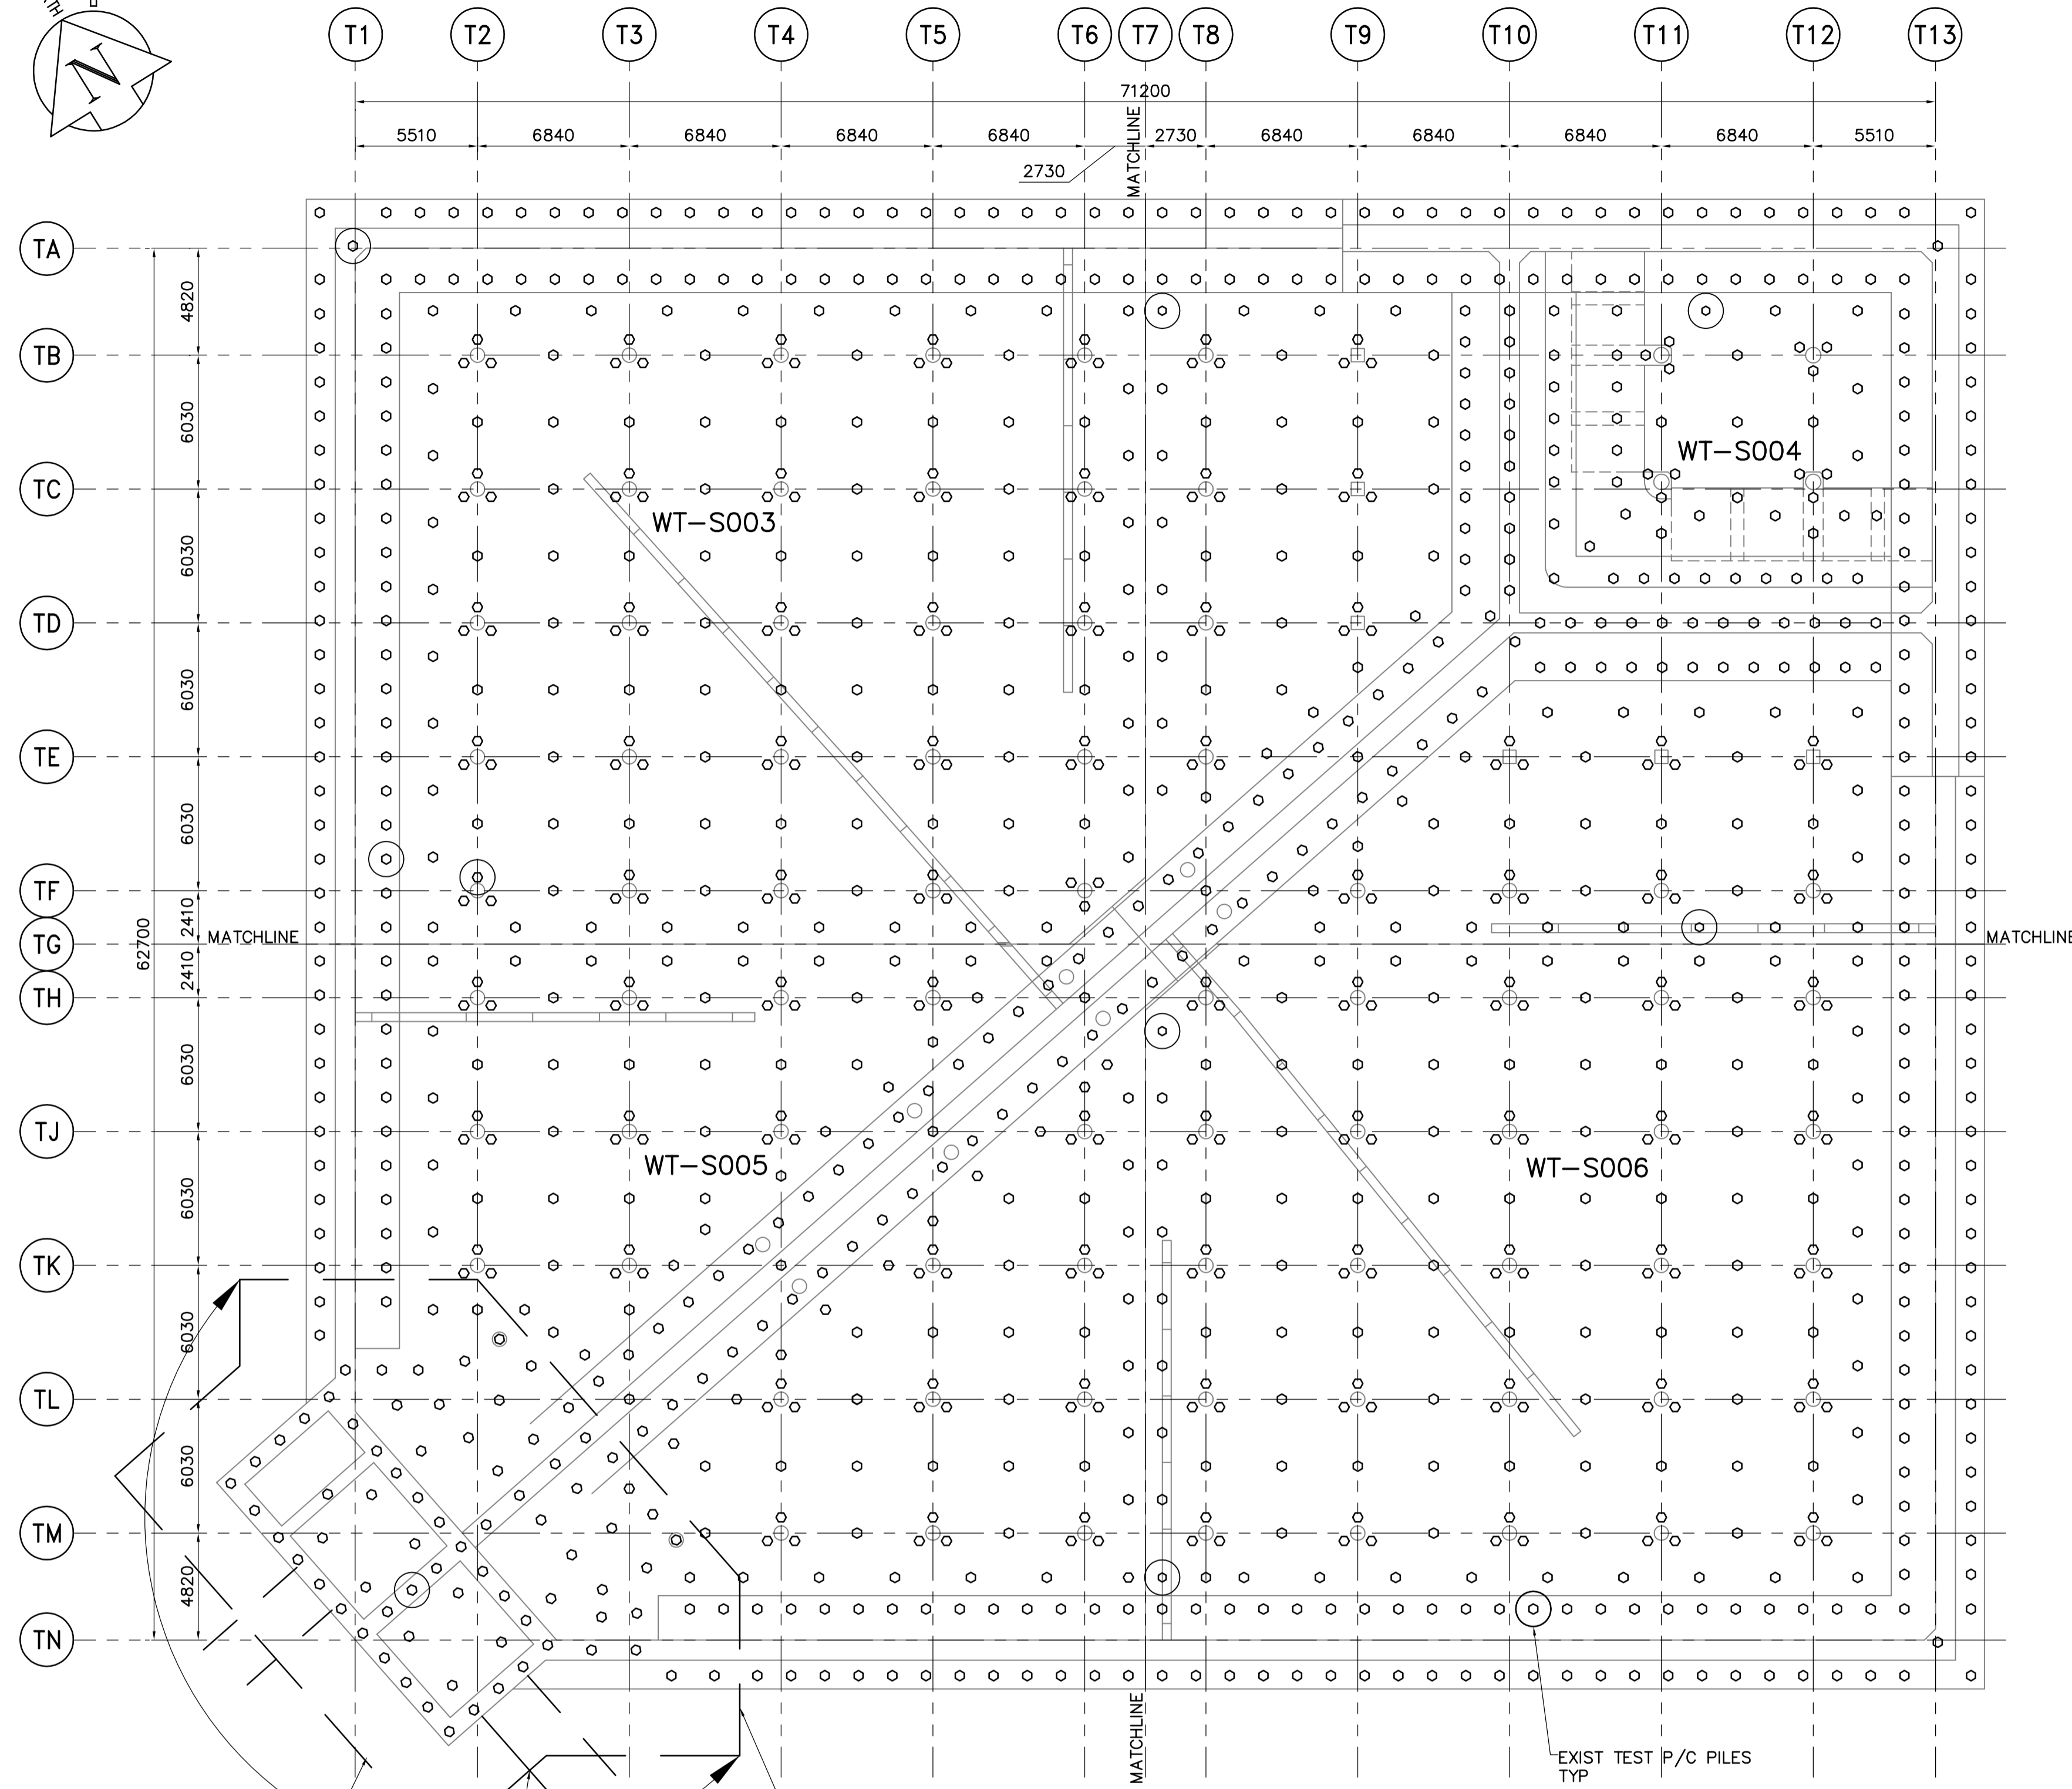 N
T1 T2 T3 T4 T5 T6 T7 T8 T9 T10 T11 T12 T13
71200
5510 6840 6840 6840 6840 2730 6840 6840 6840 6840 5510
2730
MATCHLINE
TA
4820
TB
6030
TC
WT-S004
6030
WT-S003
TD
6030
TE
6030
TF
2410
TG
MATCHLINE
MATCHLINE
62700
2410
TH
6030
TJ
WT-S005
WT-S006
6030
TK
6030
TL
6030
TM
4820
TN
MATCHLINE
EXIST TEST P/C PILES
TYP